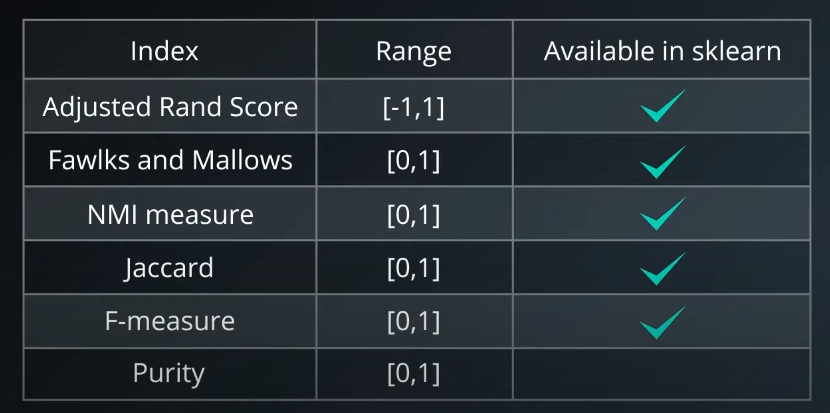 Index Range Available in sklearn
Adjusted Rand Score [-1,1]
Fawlks and Mallows [0,1]
NMI measure [0,1]
Jaccard [0,1]
F-measure [0,1]
Purity [0,1]